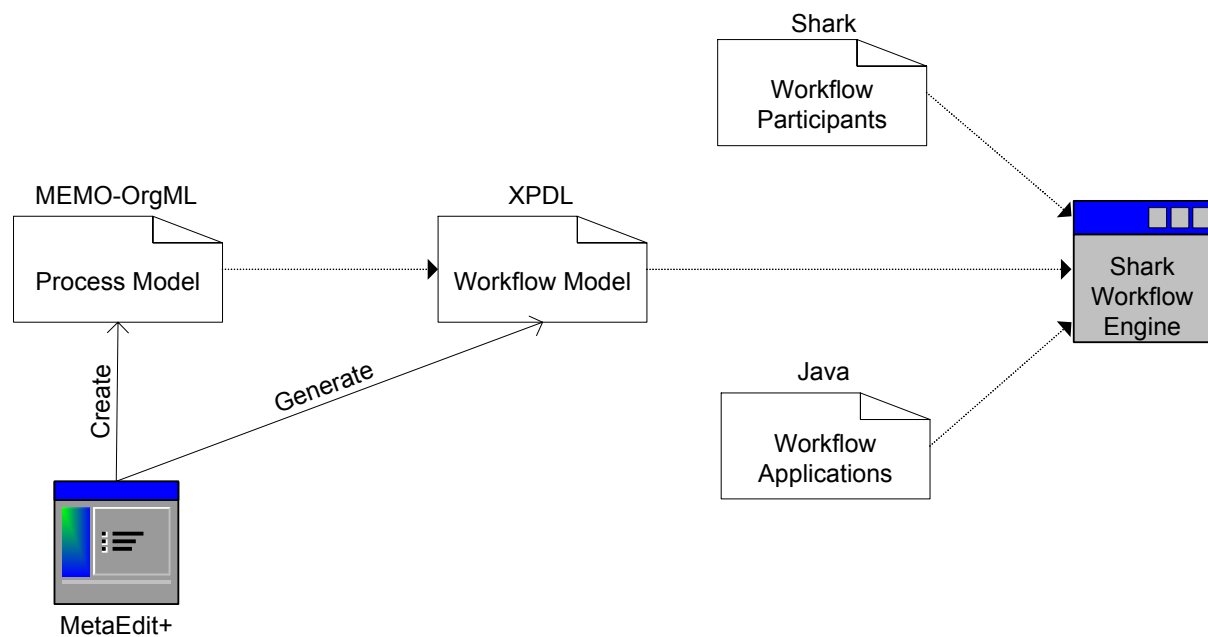 Shark
Workflow
Participants
MEMO-OrgML
XPDL
Process Model
Workflow Model
Shark
Workflow
Engine
Create
Generate
Java
Workflow
Applications
MetaEdit+